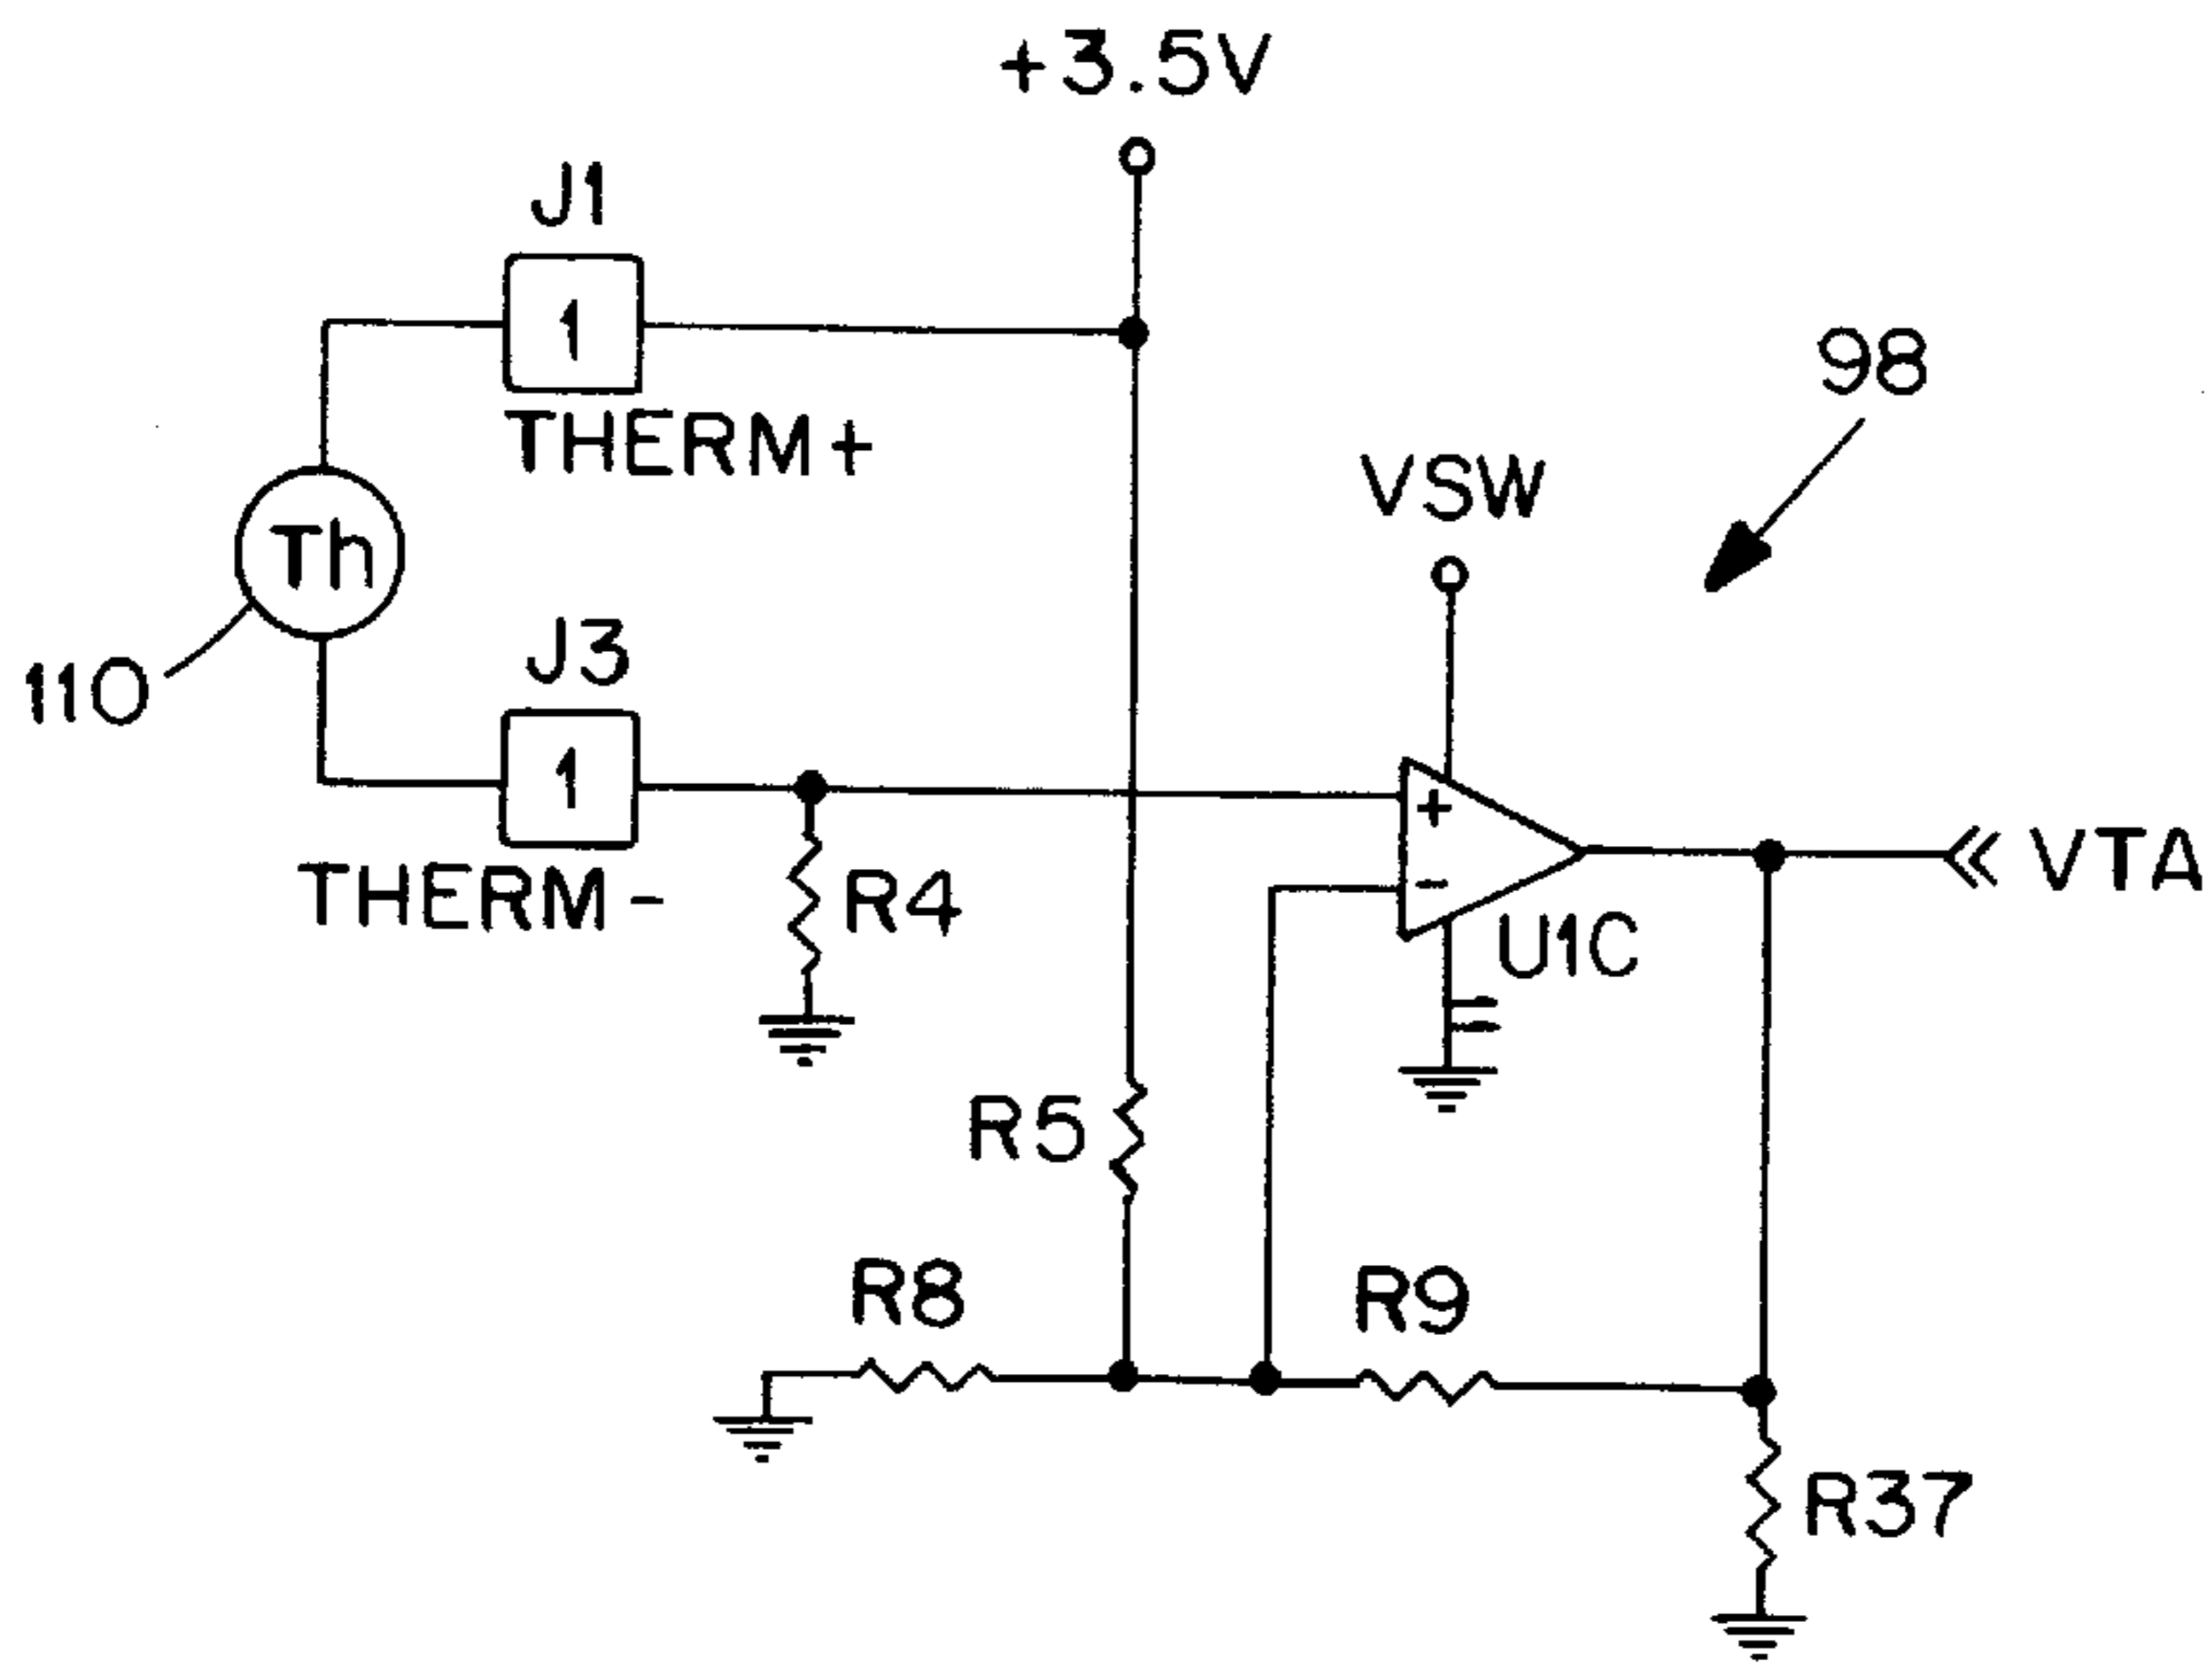 +3.5V
J1
1
THERM+
98
VSW
Th
110
J3
1
THERM-
R4
+
-
U1C
VTA
R5
R8
R9
R37